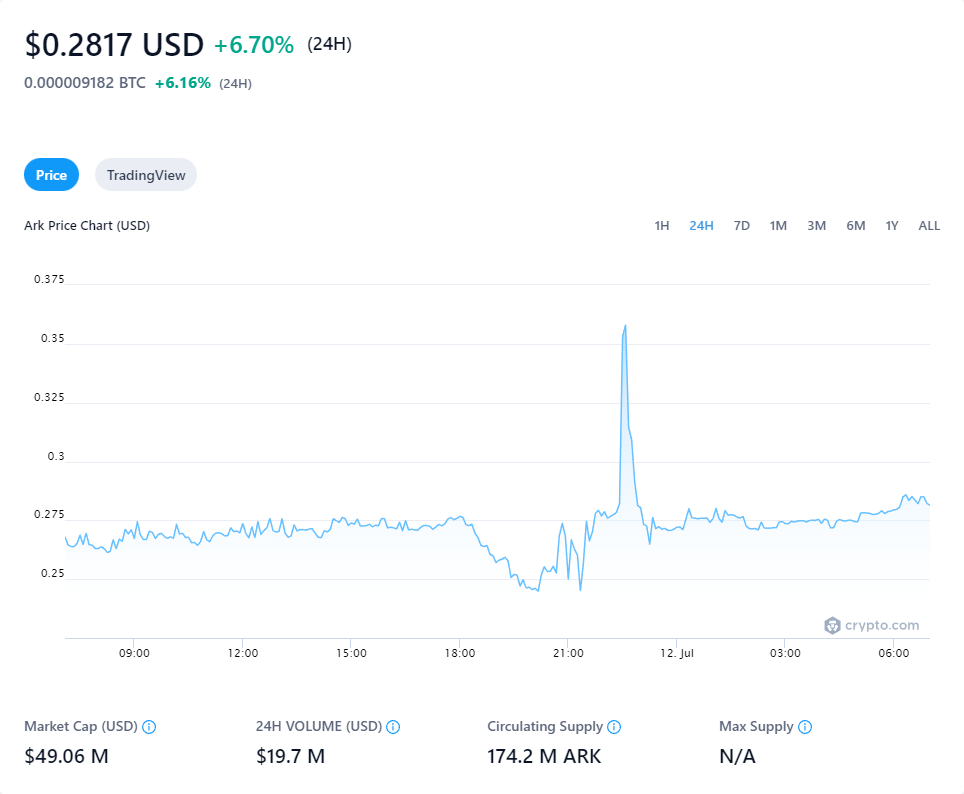 $0.2817 USD +6.70% (24H)
0.000009182 BTC +6.16% (24H)
Price TradingView
Ark Price Chart (USD) 1H 24H 7D 1M 3M 6M 1Y ALL
0.375
0.35
0.325
0.3
0.275
0.25
crypto.com
09:00 12:00 15:00 18:00 21:00 12. Jul 03:00 06:00
Market Cap (USD) 24H VOLUME (USD) Circulating Supply Max Supply
$49.06 M $19.7 M 174.2 M ARK N/A